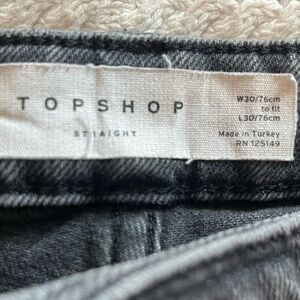 TOPSHOP
STRAIGHT
W30/76cm
to fit
L30/76cm
Made in Turkey
RN 125149